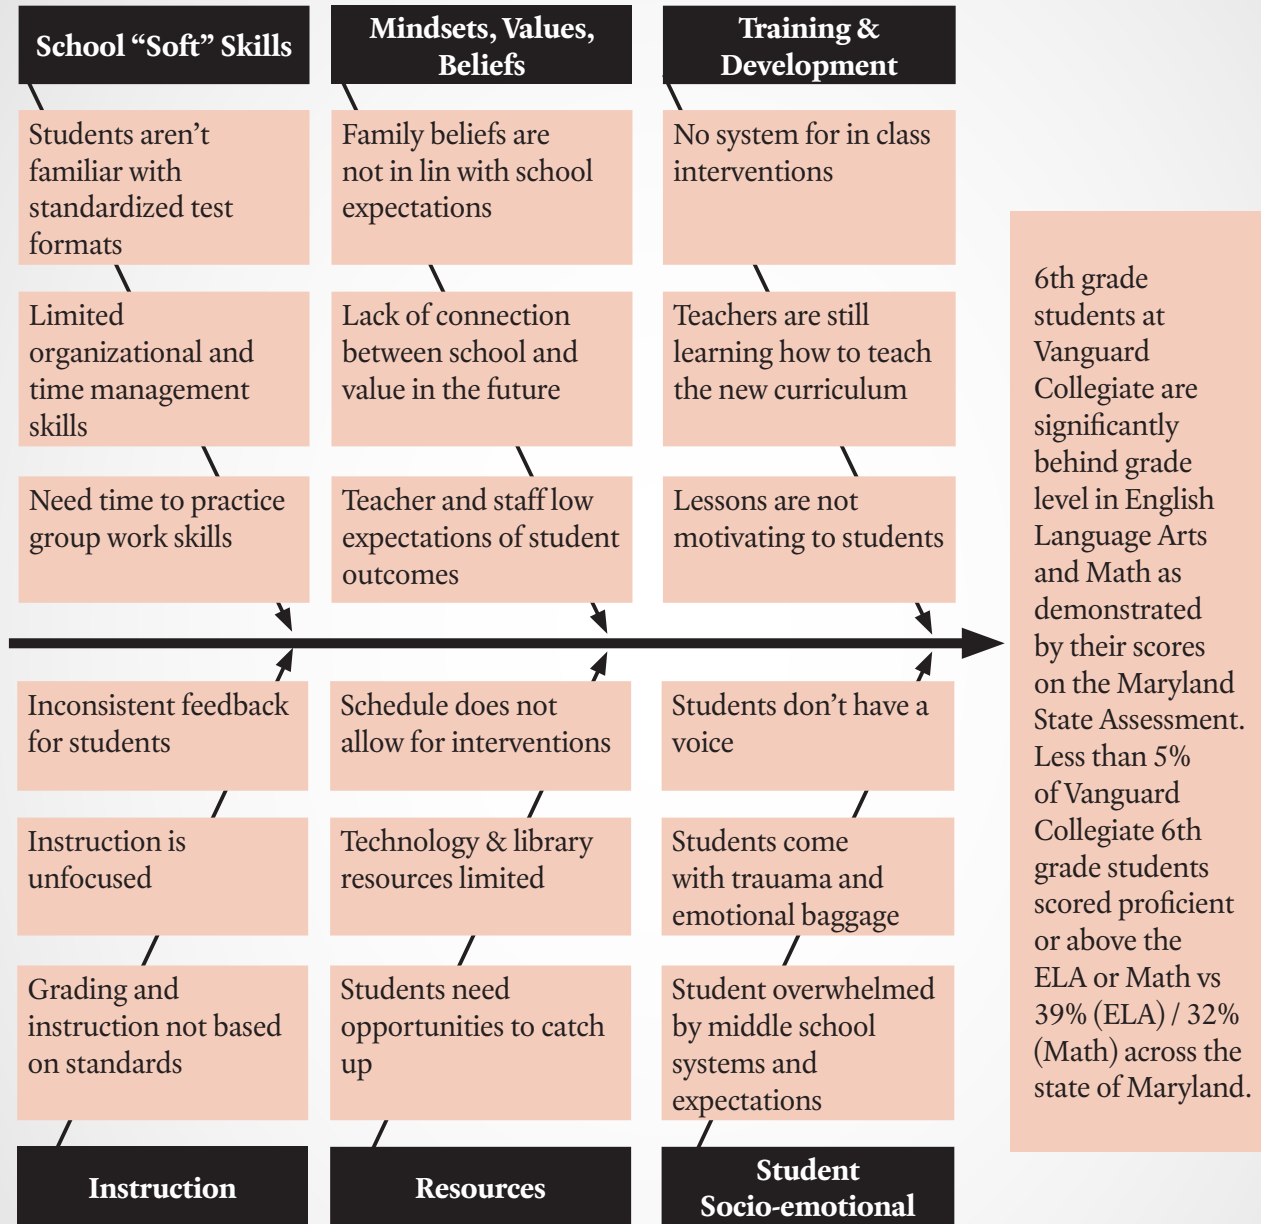 School “Soft” Skills
Students aren’t
familiar with
standardized test
formats
Limited
organizational and
time management
skills
Need time to practice
group work skills
Mindsets, Values,
Beliefs
Family beliefs are
not in lin with school
expectations
Lack of connection
between school and
value in the future
Teacher and staff low
expectations of student
outcomes
Training &
Development
No system for in class
interventions
Teachers are still
learning how to teach
the new curriculum
Lessons are not
motivating to students
Inconsistent feedback
for students
Instruction is
unfocused
Grading and
instruction not based
on standards
Instruction
Schedule does not
allow for interventions
Technology & library
resources limited
Students need
opportunities to catch
up
Resources
Students don’t have a
voice
Students come
with trauama and
emotional baggage
Student overwhelmed
by middle school
systems and
expectations
Student
Socio-emotional
6th grade
students at
Vanguard
Collegiate are
significantly
behind grade
level in English
Language Arts
and Math as
demonstrated
by their scores
on the Maryland
State Assessment.
Less than 5%
of Vanguard
Collegiate 6th
grade students
scored proficient
or above the
ELA or Math vs
39% (ELA) / 32%
(Math) across the
state of Maryland.